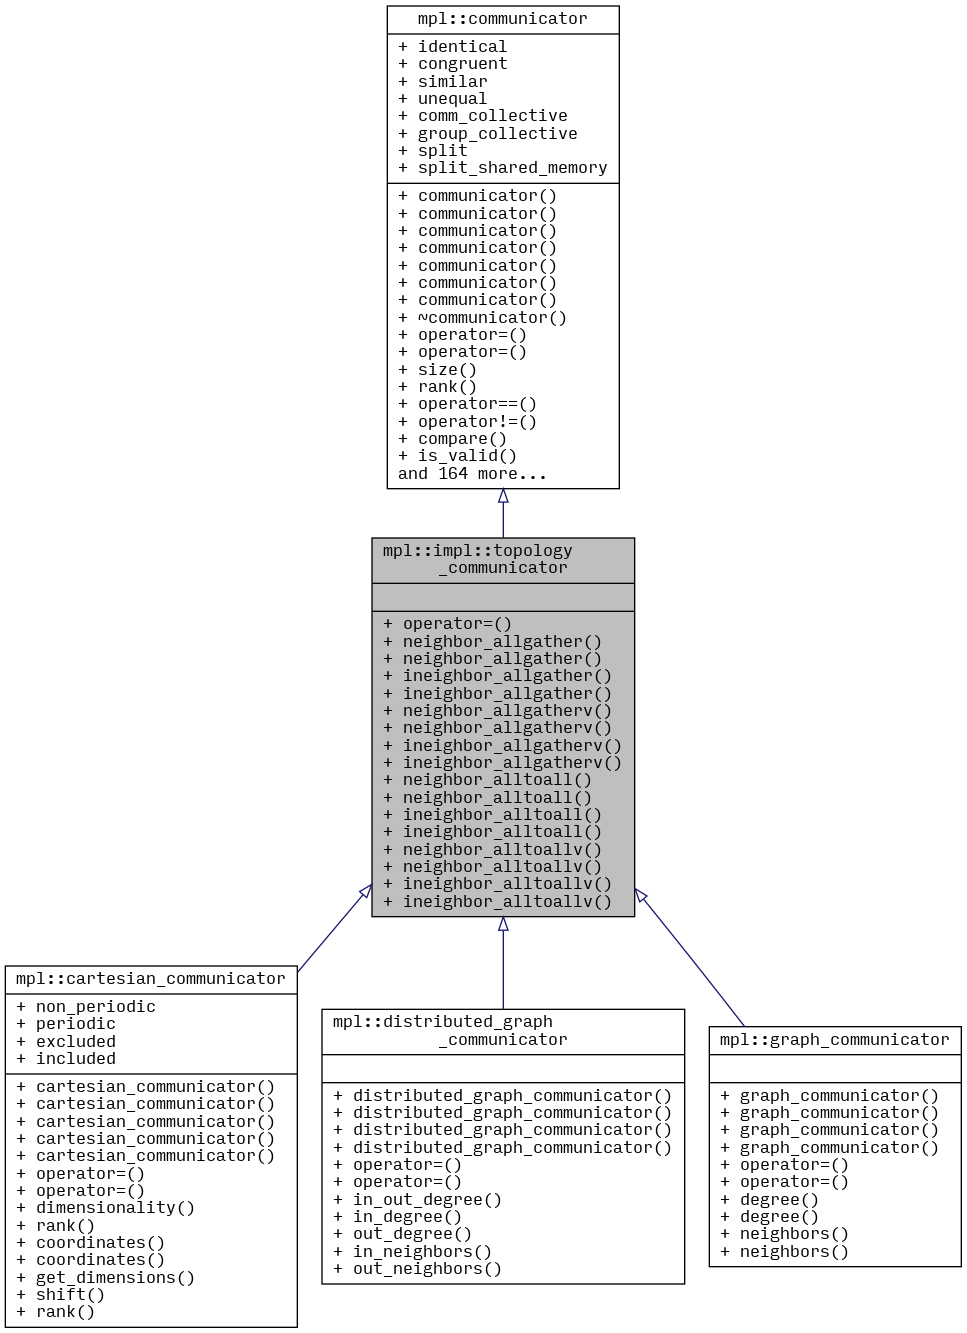 mpl::communicator
+ identical
+ congruent
+ similar
+ unequal
+ comm_collective
+ group_collective
+ split
+ split_shared_memory
+ communicator()
+ communicator()
+ communicator()
+ communicator()
+ communicator()
+ communicator()
+ communicator()
+ ~communicator()
+ operator=()
+ operator=()
+ size()
+ rank()
+ operator==()
+ operator!=()
+ compare()
+ is_valid()
and 164 more...
mpl::impl::topology
_communicator
+ operator=()
+ neighbor_allgather()
+ neighbor_allgather()
+ ineighbor_allgather()
+ ineighbor_allgather()
+ neighbor_allgatherv()
+ neighbor_allgatherv()
+ ineighbor_allgatherv()
+ ineighbor_allgatherv()
+ neighbor_alltoall()
+ neighbor_alltoall()
+ ineighbor_alltoall()
+ ineighbor_alltoall()
+ neighbor_alltoallv()
+ neighbor_alltoallv()
+ ineighbor_alltoallv()
+ ineighbor_alltoallv()
mpl::cartesian_communicator
+ non_periodic
+ periodic
+ excluded
+ included
+ cartesian_communicator()
+ cartesian_communicator()
+ cartesian_communicator()
+ cartesian_communicator()
+ cartesian_communicator()
+ operator=()
+ operator=()
+ dimensionality()
+ rank()
+ coordinates()
+ coordinates()
+ get_dimensions()
+ shift()
+ rank()
mpl::distributed_graph
_communicator
+ distributed_graph_communicator()
+ distributed_graph_communicator()
+ distributed_graph_communicator()
+ distributed_graph_communicator()
+ operator=()
+ operator=()
+ in_out_degree()
+ in_degree()
+ out_degree()
+ in_neighbors()
+ out_neighbors()
mpl::graph_communicator
+ graph_communicator()
+ graph_communicator()
+ graph_communicator()
+ graph_communicator()
+ operator=()
+ operator=()
+ degree()
+ degree()
+ neighbors()
+ neighbors()